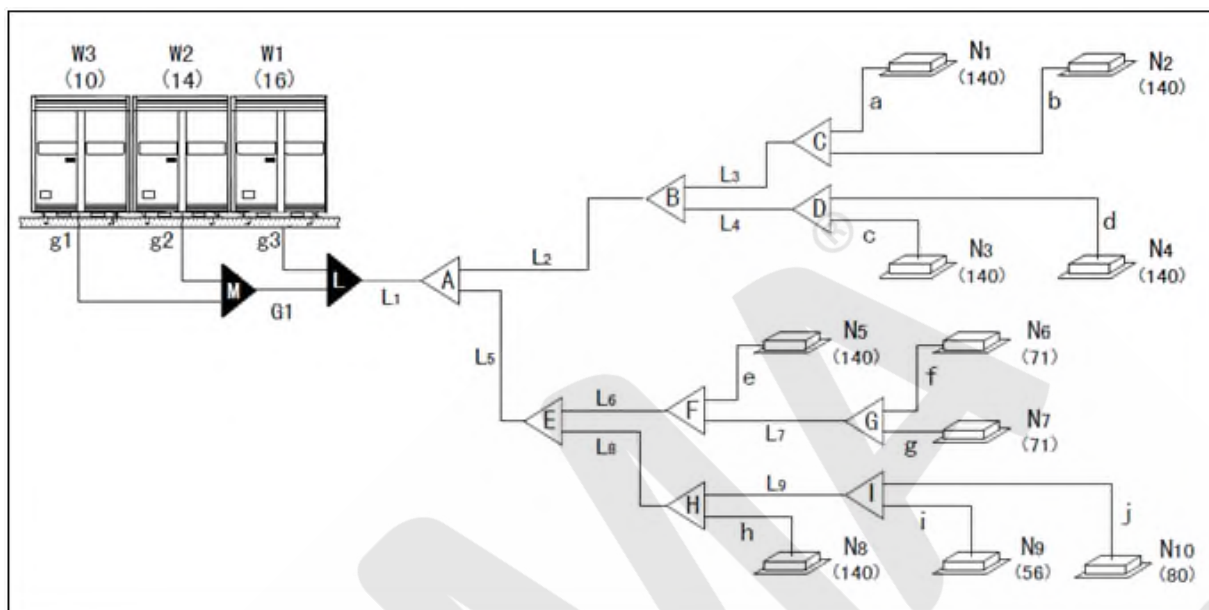 W3 W2 W1
(10) (14) (16)
g1 g2 g3
M L
G1 L1
A
L2
L5
B
L3
L4
C
a
b
N1
(140)
N2
(140)
D
c
d
®
N3
(140)
N4
(140)
E
L6
L8
F
e
L7
N5
(140)
G
f
g
N6
(71)
N7
(71)
H
L9
h
I
i
j
N8
(140)
N9
(56)
N10
(80)